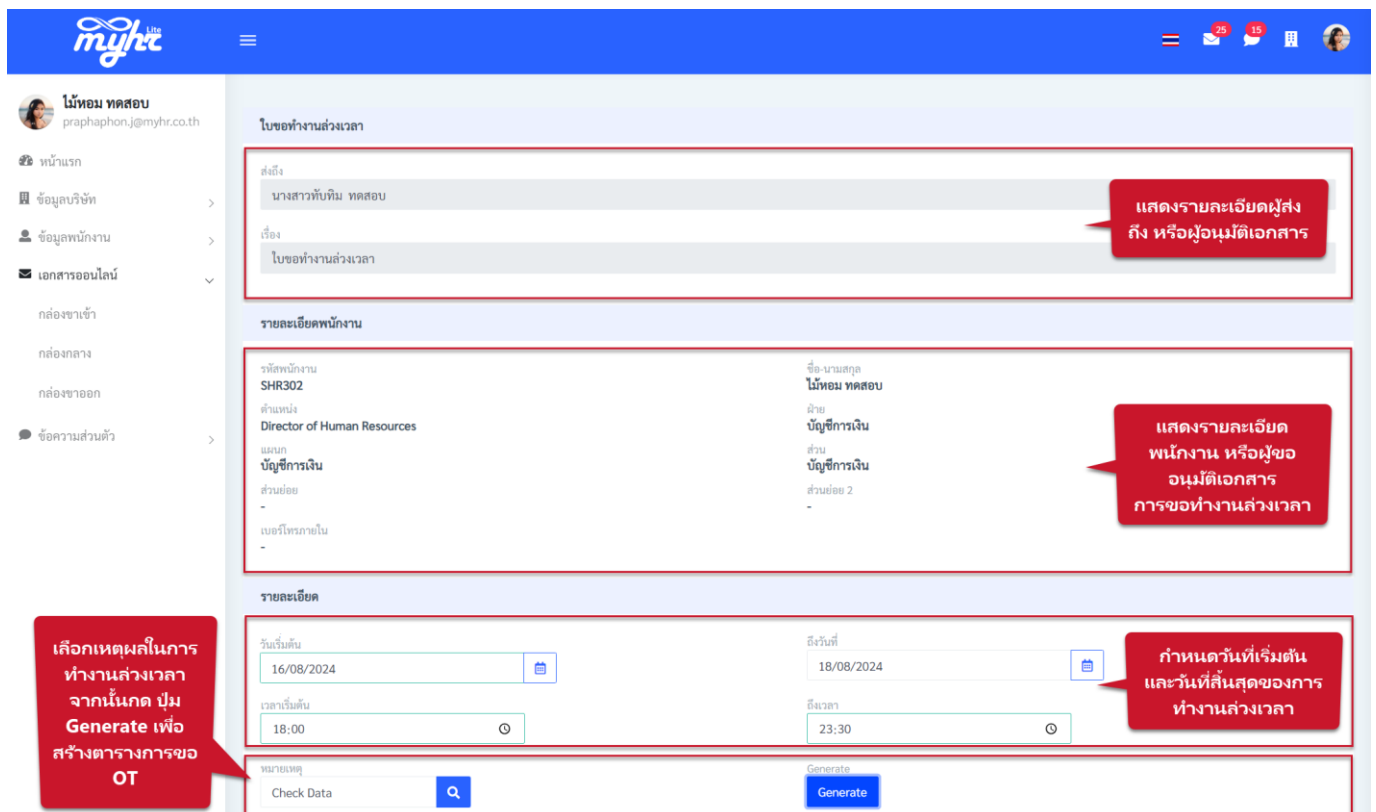 myhr Lite
25
15
ไม้หอม ทดสอบ
praphaphon.j@myhr.co.th
หน้าแรก
ข้อมูลบริษัท
ข้อมูลพนักงาน
เอกสารออนไลน์
กล่องขาเข้า
กล่องกลาง
กล่องขาออก
ข้อความส่วนตัว
ใบขอทำงานล่วงเวลา
ส่งถึง
นางสาวทับทิม ทดสอบ
เรื่อง
ใบขอทำงานล่วงเวลา
แสดงรายละเอียดผู้ส่ง
ถึง หรือผู้อนุมัติเอกสาร
รายละเอียดพนักงาน
รหัสพนักงาน
SHR302
ชื่อ-นามสกุล
ไม้หอม ทดสอบ
ตำแหน่ง
Director of Human Resources
ฝ่าย
บัญชีการเงิน
แผนก
บัญชีการเงิน
ส่วน
บัญชีการเงิน
ส่วนย่อย
-
ส่วนย่อย 2
-
เบอร์โทรภายใน
-
แสดงรายละเอียด
พนักงาน หรือผู้ขอ
อนุมัติเอกสาร
การขอทำงานล่วงเวลา
รายละเอียด
วันเริ่มต้น
16/08/2024
ถึงวันที่
18/08/2024
เวลาเริ่มต้น
18:00
ถึงเวลา
23:30
กำหนดวันที่เริ่มต้น
และวันที่สิ้นสุดของการ
ทำงานล่วงเวลา
หมายเหตุ
Check Data
Generate
Generate
เลือกเหตุผลในการ
ทำงานล่วงเวลา
จากนั้นกด ปุ่ม
Generate เพื่อ
สร้างตารางการขอ
OT